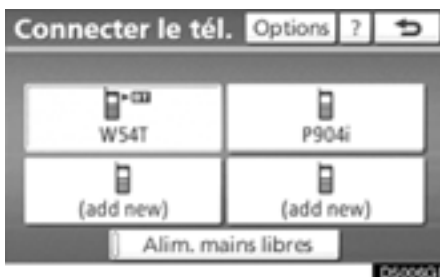 Connecter le tél. Options ?
W54T P904i
(add new) (add new)
Alim. mains libres